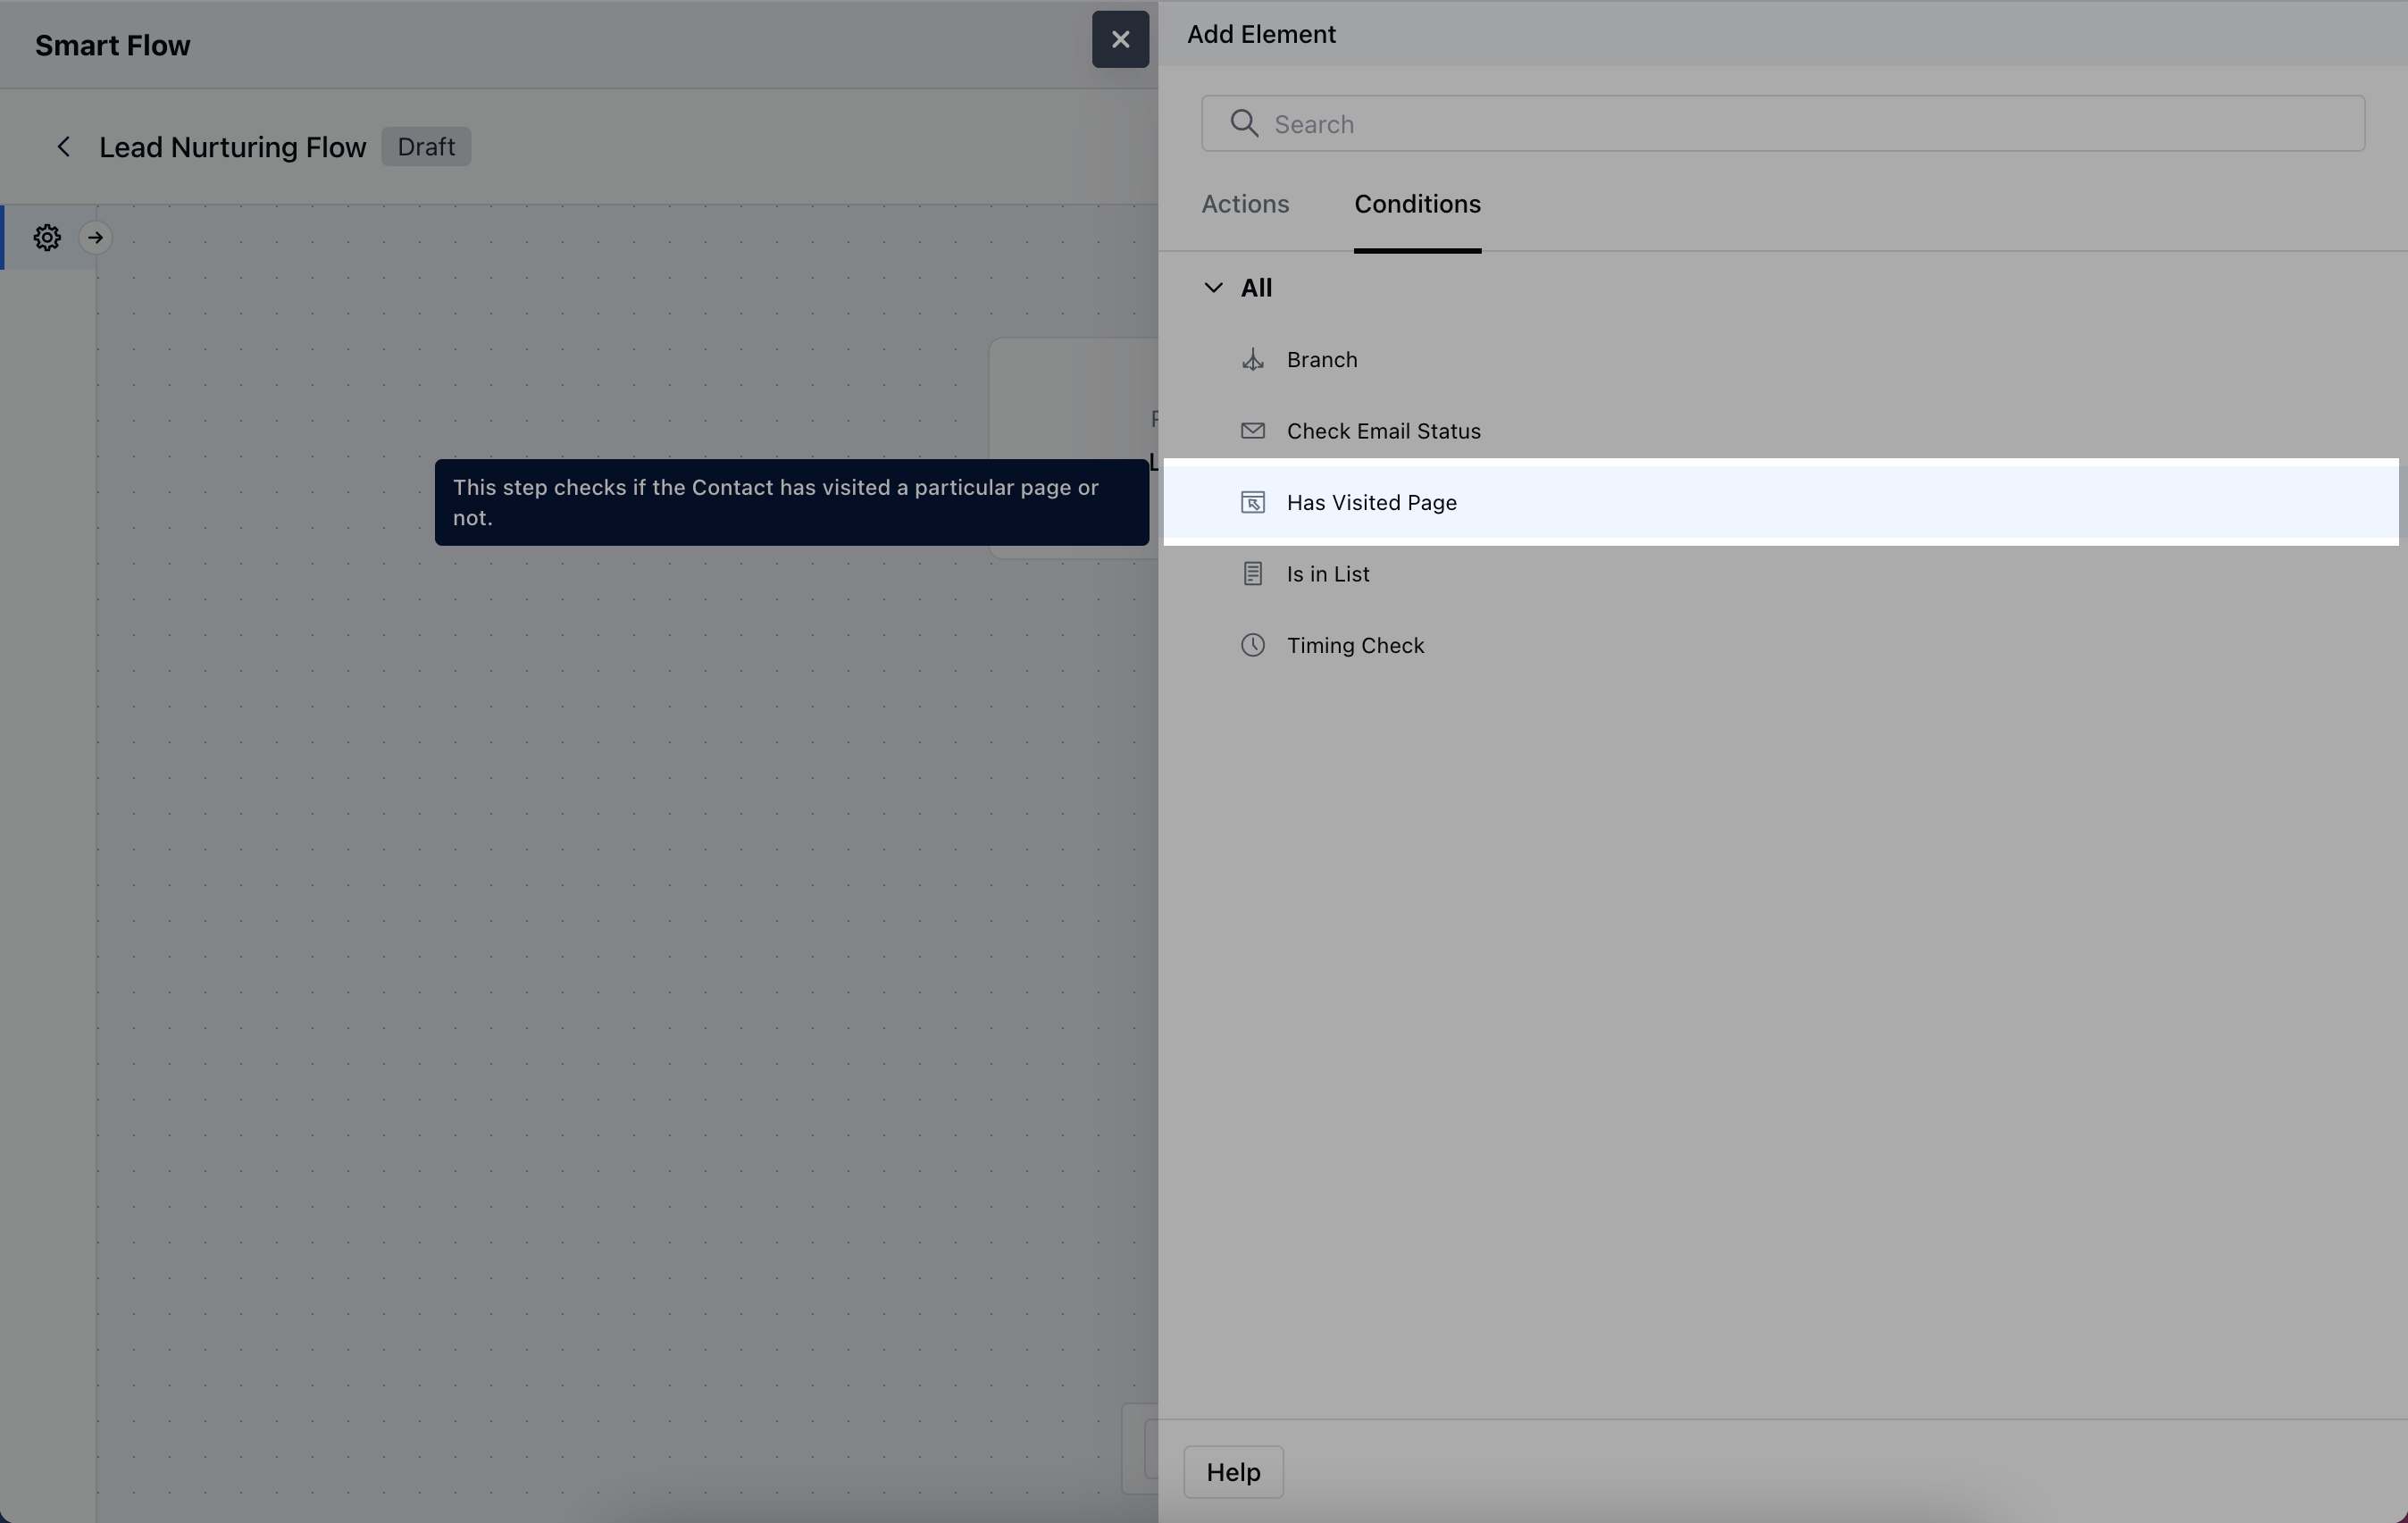 Smart Flow
Add Element
Search
Lead Nurturing Flow
Draft
Actions
Conditions
All
Branch
Check Email Status
This step checks if the Contact has visited a particular page or
not.
Has Visited Page
Is in List
Timing Check
Help